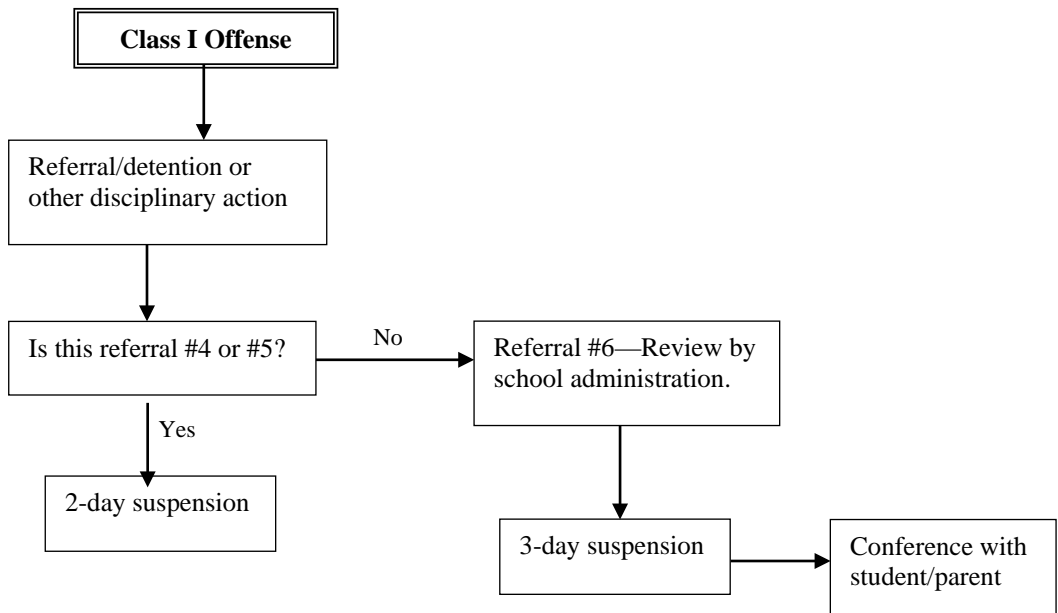 Class I Offense
Referral/detention or
other disciplinary action
Is this referral #4 or #5?
No
Referral #6—Review by
school administration.
Yes
2-day suspension
3-day suspension
Conference with
student/parent